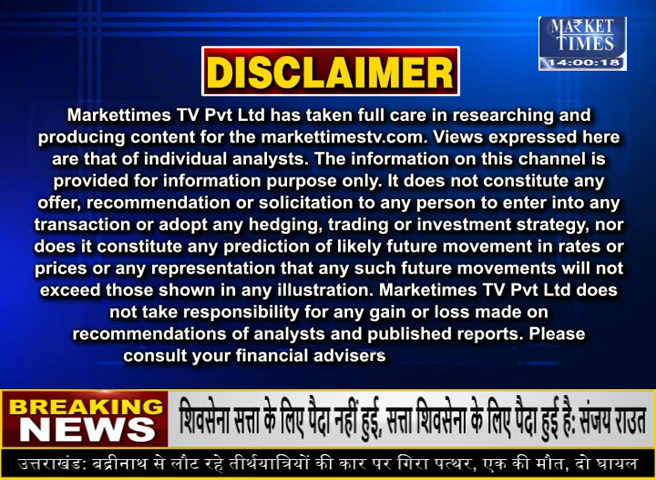 MARKET
TIMES
14:00:18
DISCLAIMER
Markettimes TV Pvt Ltd has taken full care in researching and
producing content for the markettimestv.com. Views expressed here
are that of individual analysts. The information on this channel is
provided for information purpose only. It does not constitute any
offer, recommendation or solicitation to any person to enter into any
transaction or adopt any hedging, trading or investment strategy, nor
does it constitute any prediction of likely future movement in rates or
prices or any representation that any such future movements will not
exceed those shown in any illustration. Marketimes TV Pvt Ltd does
not take responsibility for any gain or loss made on
recommendations of analysts and published reports. Please
consult your financial advisers
BREAKING
NEWS
शिवसेना सत्ता के लिए पैदा नहीं हुई, सत्ता शिवसेना के लिए पैदा हुई है: संजय राउत
उत्तराखंड: बद्रीनाथ से लौट रहे तीर्थयात्रियों की कार पर गिरा पत्थर, एक की मौत, दो घायल